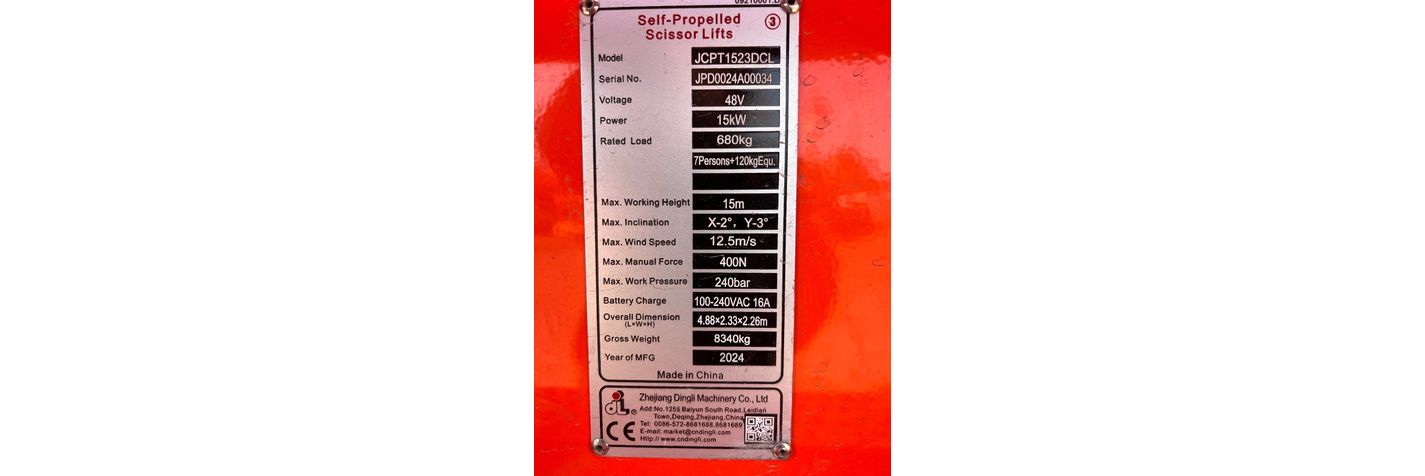 09210001.D
Self-Propelled ③
Scissor Lifts
Model JCPT1523DCL
Serial No. JPD0024A00034
Voltage 48V
Power 15kW
Rated Load 680kg
7Persons+120kgEqu.
Max. Working Height 15m
Max. Inclination X-2°, Y-3°
Max. Wind Speed 12.5m/s
Max. Manual Force 400N
Max. Work Pressure 240bar
Battery Charge 100-240VAC 16A
Overall Dimension 4.88×2.33×2.26m
(L×W×H)
Gross Weight 8340kg
Year of MFG 2024
Made in China
Zhejiang Dingli Machinery Co., Ltd
Add:No.1255 Baiyun South Road,Leidian
Town,Deqing,Zhejiang,China
Tel: 0086-572-8681688,8681689
E-mail: market@cndingli.com
Http:// www.cndingli.com
®
CE